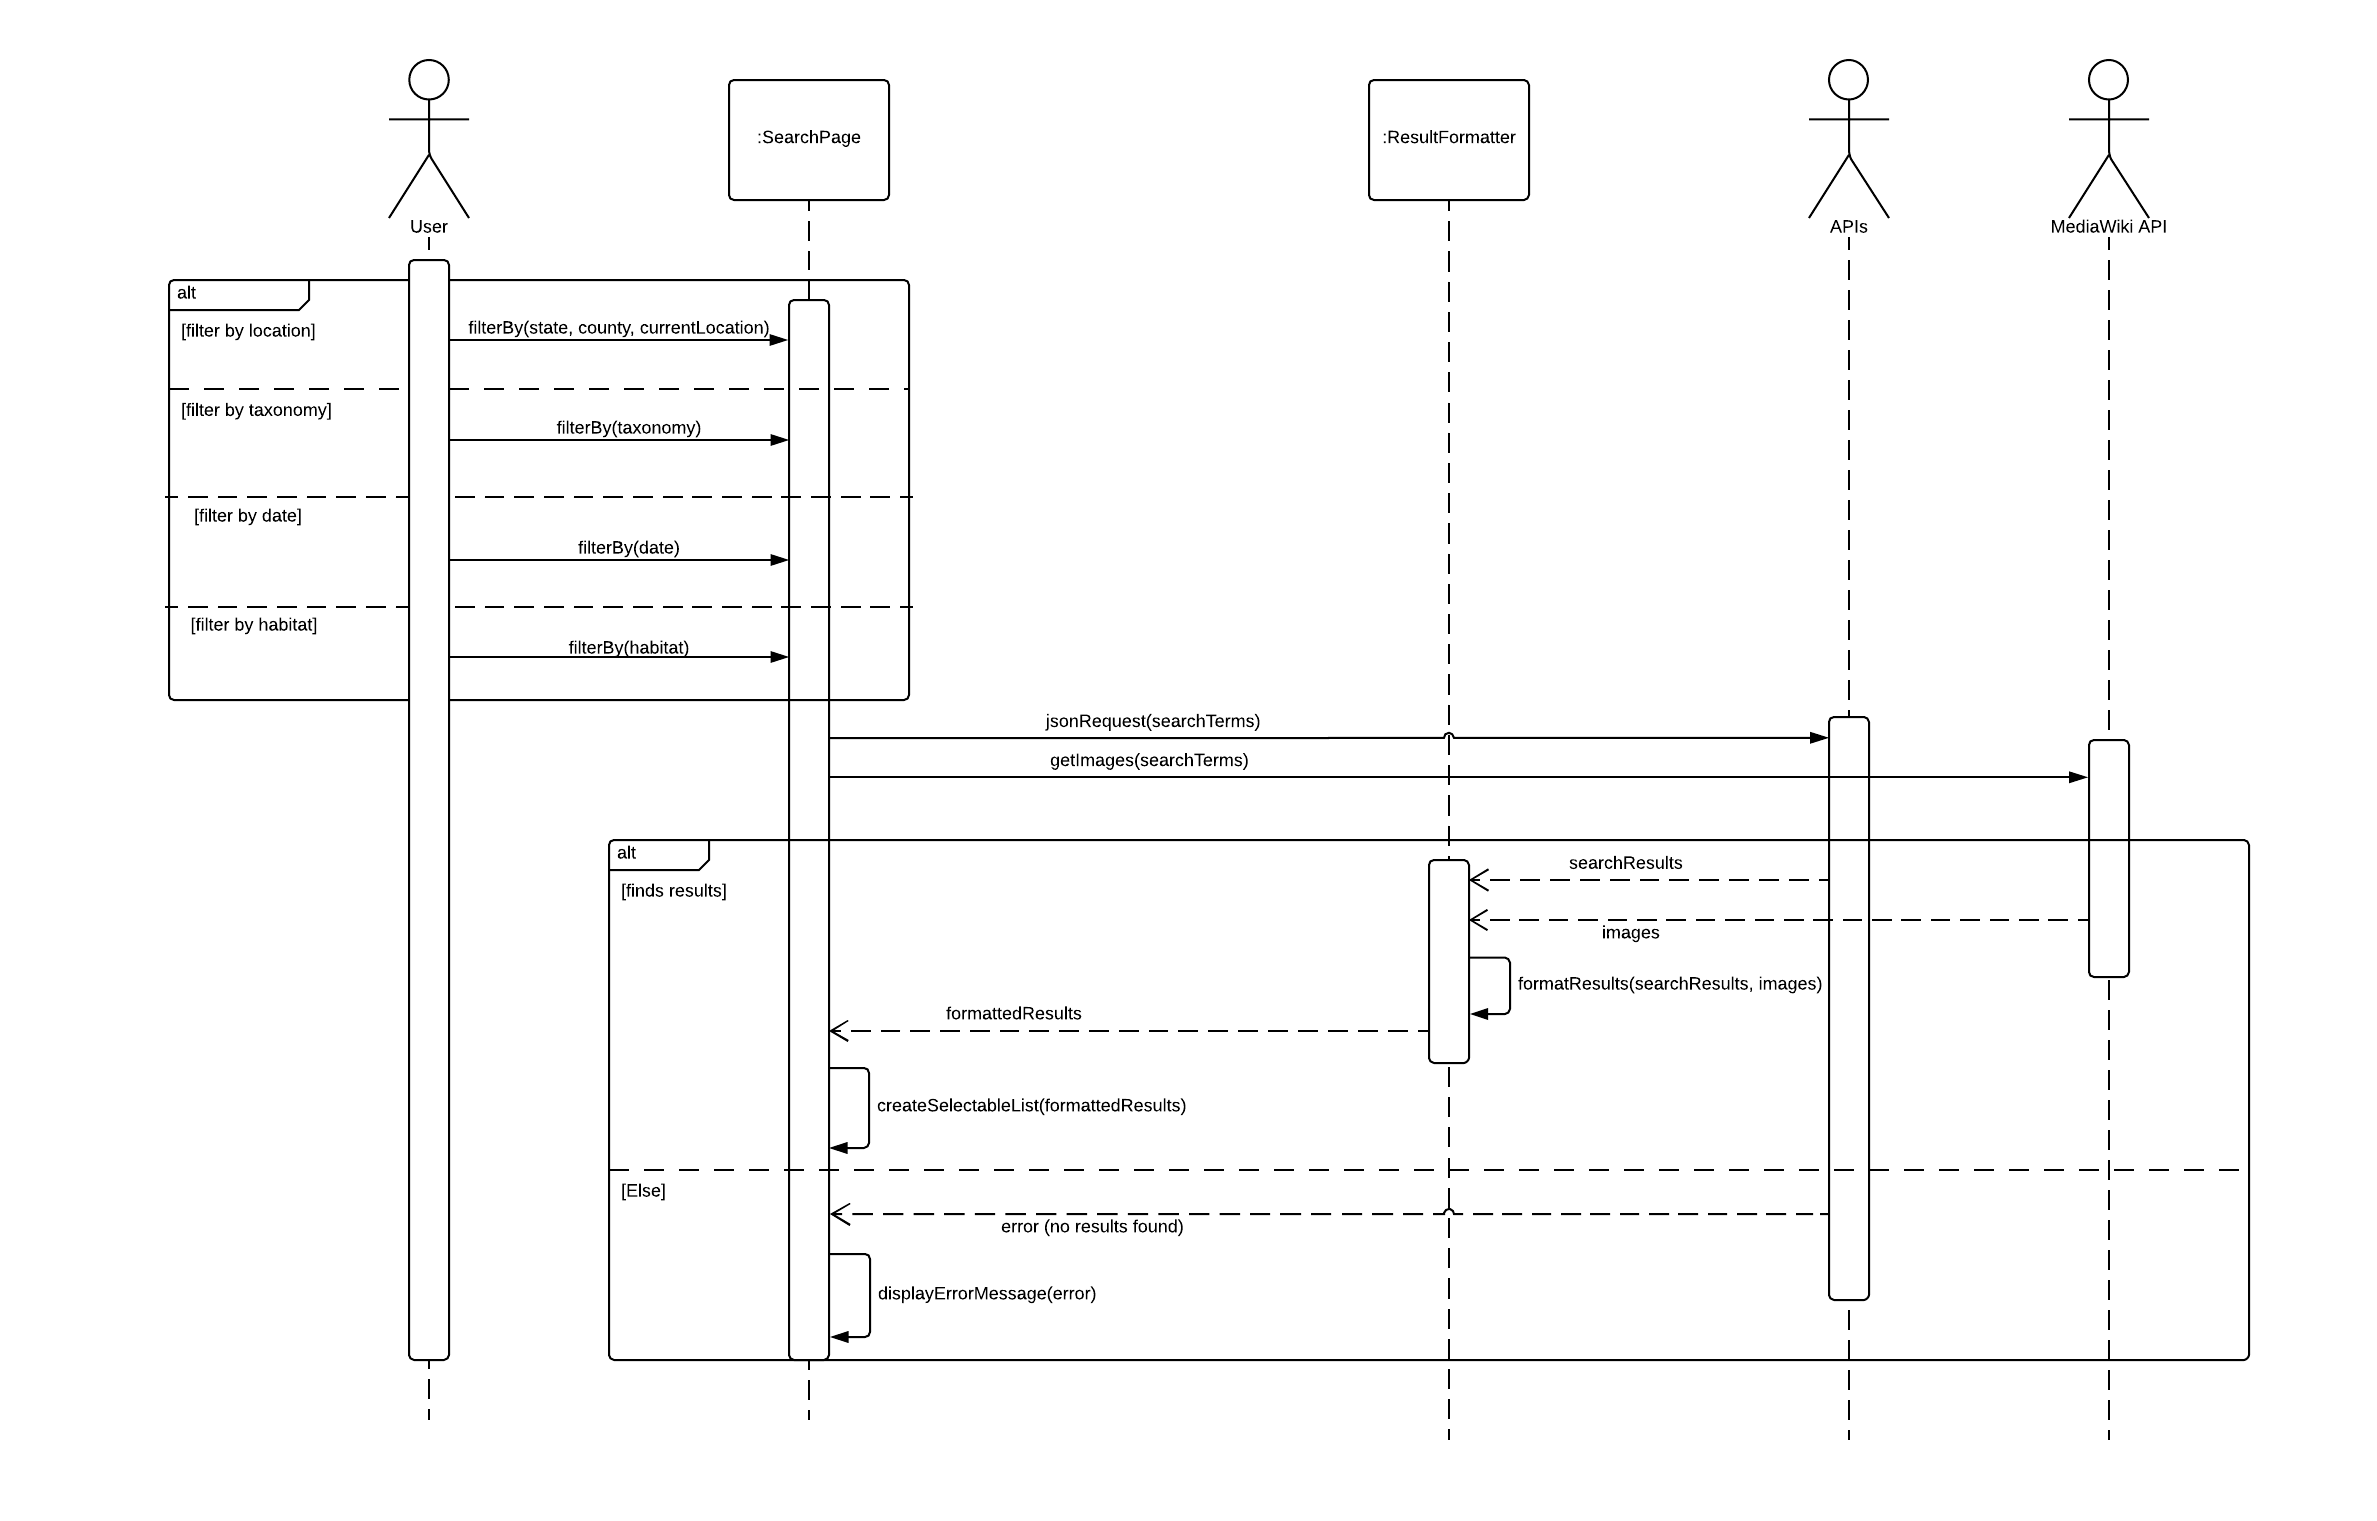 :SearchPage
:ResultFormatter
User
APIs
MediaWiki API
alt
[filter by location]
filterBy(state, county, currentLocation)
[filter by taxonomy]
filterBy(taxonomy)
[filter by date]
filterBy(date)
[filter by habitat]
filterBy(habitat)
jsonRequest(searchTerms)
getImages(searchTerms)
alt
[finds results]
searchResults
images
formatResults(searchResults, images)
formattedResults
createSelectableList(formattedResults)
[Else]
error (no results found)
displayErrorMessage(error)